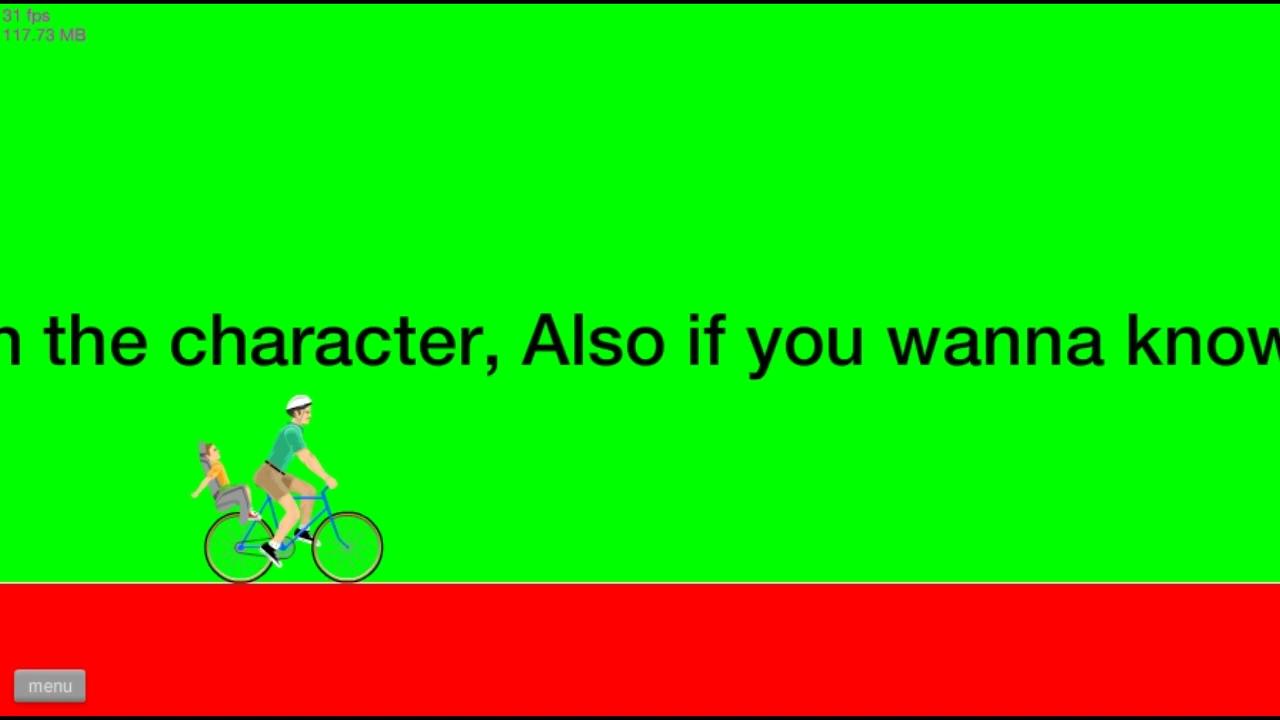 31 fps
117.73 MB
the character, Also if you wanna know
menu